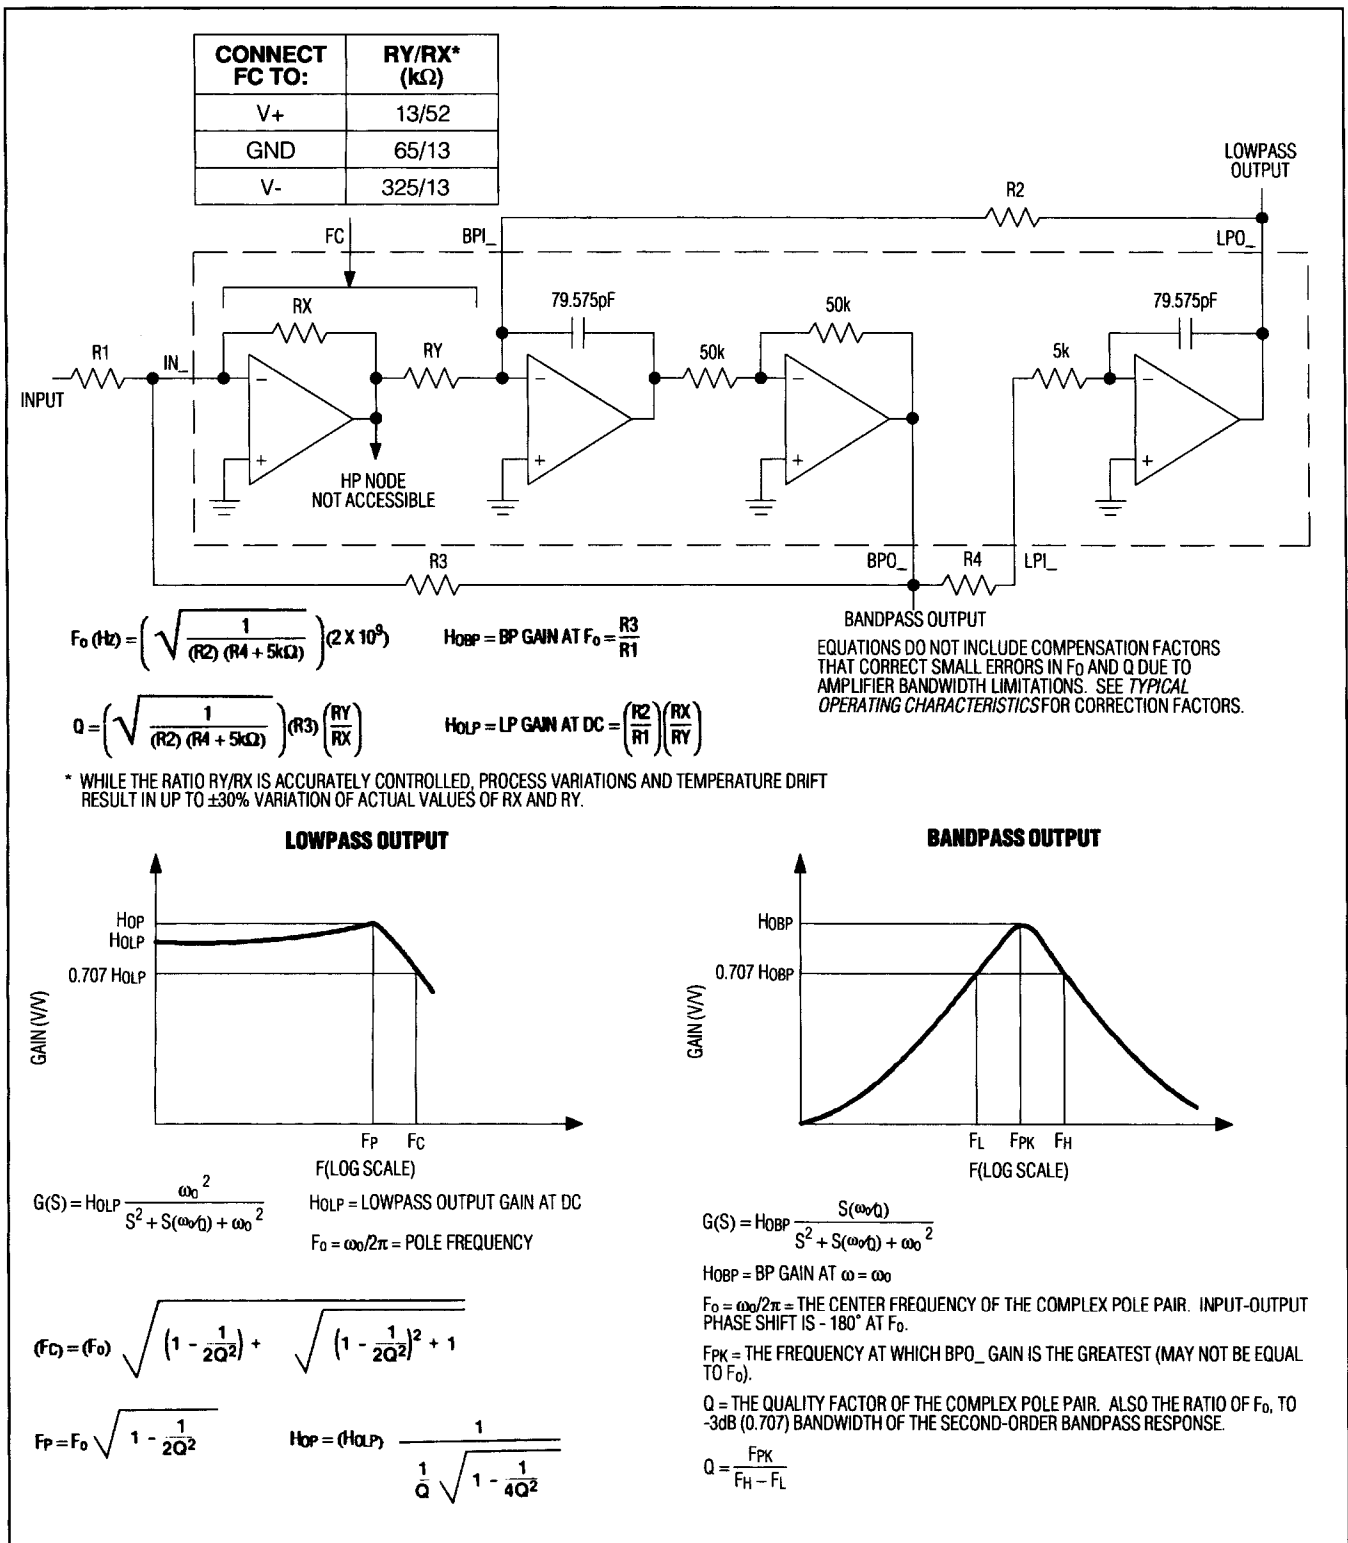 CONNECT FC TO: RY/RX* (kΩ)
V+ 13/52
GND 65/13
V- 325/13
LOWPASS
OUTPUT
R2
FC
BPI_
LPO_
RX
79.575pF
50k
79.575pF
R1
IN_
RY
50k
5k
INPUT
HP NODE
NOT ACCESSIBLE
R3
BPO_
R4
LPI_
BANDPASS OUTPUT
EQUATIONS DO NOT INCLUDE COMPENSATION FACTORS
THAT CORRECT SMALL ERRORS IN F0 AND Q DUE TO
AMPLIFIER BANDWIDTH LIMITATIONS. SEE TYPICAL
OPERATING CHARACTERISTICS FOR CORRECTION FACTORS.
F0 (Hz) = (√(1/((R2) (R4 + 5kΩ)))) (2 X 10⁹)
HOBP = BP GAIN AT F0 = R3/R1
Q = (√(1/((R2) (R4 + 5kΩ)))) (R3) (RY/RX)
HOLP = LP GAIN AT DC = (R2/R1)(RX/RY)
* WHILE THE RATIO RY/RX IS ACCURATELY CONTROLLED, PROCESS VARIATIONS AND TEMPERATURE DRIFT
RESULT IN UP TO ±30% VARIATION OF ACTUAL VALUES OF RX AND RY.
LOWPASS OUTPUT
HOP
HOLP
0.707 HOLP
GAIN (V/V)
FP FC
F(LOG SCALE)
G(S) = HOLP ω0²/(S² + S(ω0/Q) + ω0²)
HOLP = LOWPASS OUTPUT GAIN AT DC
F0 = ω0/2π = POLE FREQUENCY
(FC) = (F0) √((1 - 1/2Q²) + √((1 - 1/2Q²)² + 1))
FP = F0 √(1 - 1/2Q²)
HOP = (HOLP) 1/((1/Q) √(1 - 1/4Q²))
BANDPASS OUTPUT
HOBP
0.707 HOBP
GAIN (V/V)
FL FPK FH
F(LOG SCALE)
G(S) = HOBP S(ω0/Q)/(S² + S(ω0/Q) + ω0²)
HOBP = BP GAIN AT ω = ω0
F0 = ω0/2π = THE CENTER FREQUENCY OF THE COMPLEX POLE PAIR. INPUT-OUTPUT
PHASE SHIFT IS - 180° AT F0.
FPK = THE FREQUENCY AT WHICH BPO_ GAIN IS THE GREATEST (MAY NOT BE EQUAL
TO F0).
Q = THE QUALITY FACTOR OF THE COMPLEX POLE PAIR. ALSO THE RATIO OF F0, TO
-3dB (0.707) BANDWIDTH OF THE SECOND-ORDER BANDPASS RESPONSE.
Q = FPK/(FH - FL)